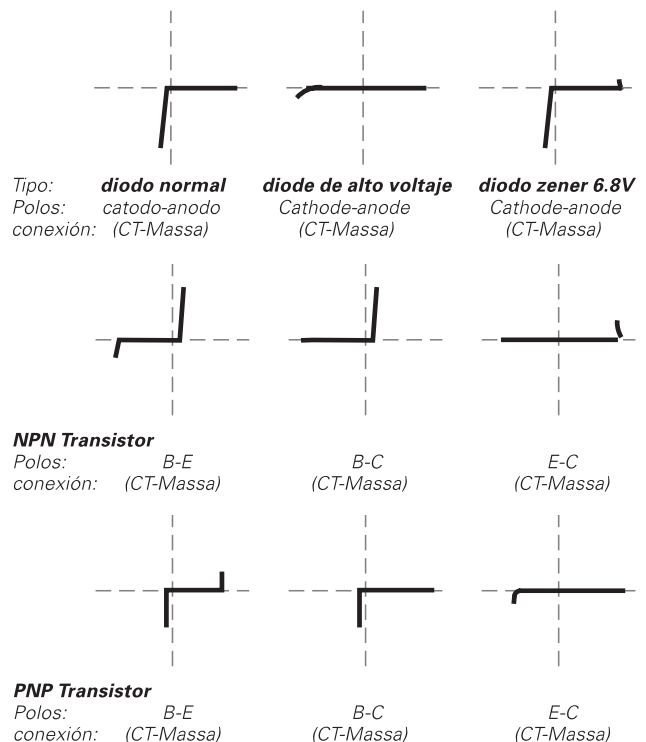 Tipo: diodo normal diode de alto voltaje diodo zener 6.8V
Polos: catodo-anodo Cathode-anode Cathode-anode
conexión: (CT-Massa) (CT-Massa) (CT-Massa)
NPN Transistor
Polos: B-E B-C E-C
conexión: (CT-Massa) (CT-Massa) (CT-Massa)
PNP Transistor
Polos: B-E B-C E-C
conexión: (CT-Massa) (CT-Massa) (CT-Massa)